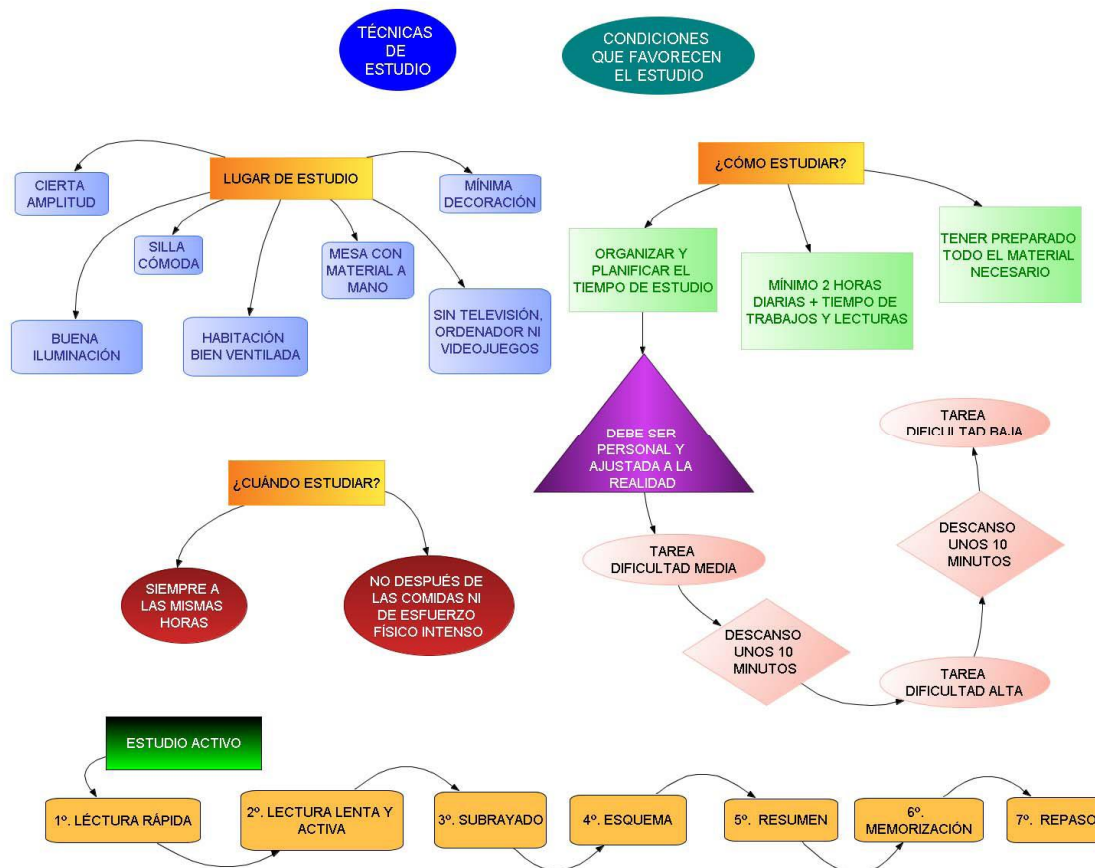 TÉCNICAS
DE
ESTUDIO
CONDICIONES
QUE FAVORECEN
EL ESTUDIO
LUGAR DE ESTUDIO
CIERTA
AMPLITUD
MÍNIMA
DECORACIÓN
SILLA
CÓMODA
MESA CON
MATERIAL A
MANO
BUENA
ILUMINACIÓN
HABITACIÓN
BIEN VENTILADA
SIN TELEVISIÓN,
ORDENADOR NI
VIDEOJUEGOS
¿CÓMO ESTUDIAR?
ORGANIZAR Y
PLANIFICAR EL
TIEMPO DE ESTUDIO
MÍNIMO 2 HORAS
DIARIAS + TIEMPO DE
TRABAJOS Y LECTURAS
TENER PREPARADO
TODO EL MATERIAL
NECESARIO
DEBE SER
PERSONAL Y
AJUSTADA A LA
REALIDAD
TAREA
DIFICULTAD MEDIA
DESCANSO
UNOS 10
MINUTOS
TAREA
DIFICULTAD ALTA
DESCANSO
UNOS 10
MINUTOS
TAREA
DIFICULTAD BAJA
¿CUÁNDO ESTUDIAR?
SIEMPRE A
LAS MISMAS
HORAS
NO DESPUÉS DE
LAS COMIDAS NI
DE ESFUERZO
FÍSICO INTENSO
ESTUDIO ACTIVO
1º. LÉCTURA RÁPIDA
2º. LECTURA LENTA Y
ACTIVA
3º. SUBRAYADO
4º. ESQUEMA
5º. RESUMEN
6º.
MEMORIZACIÓN
7º. REPASO